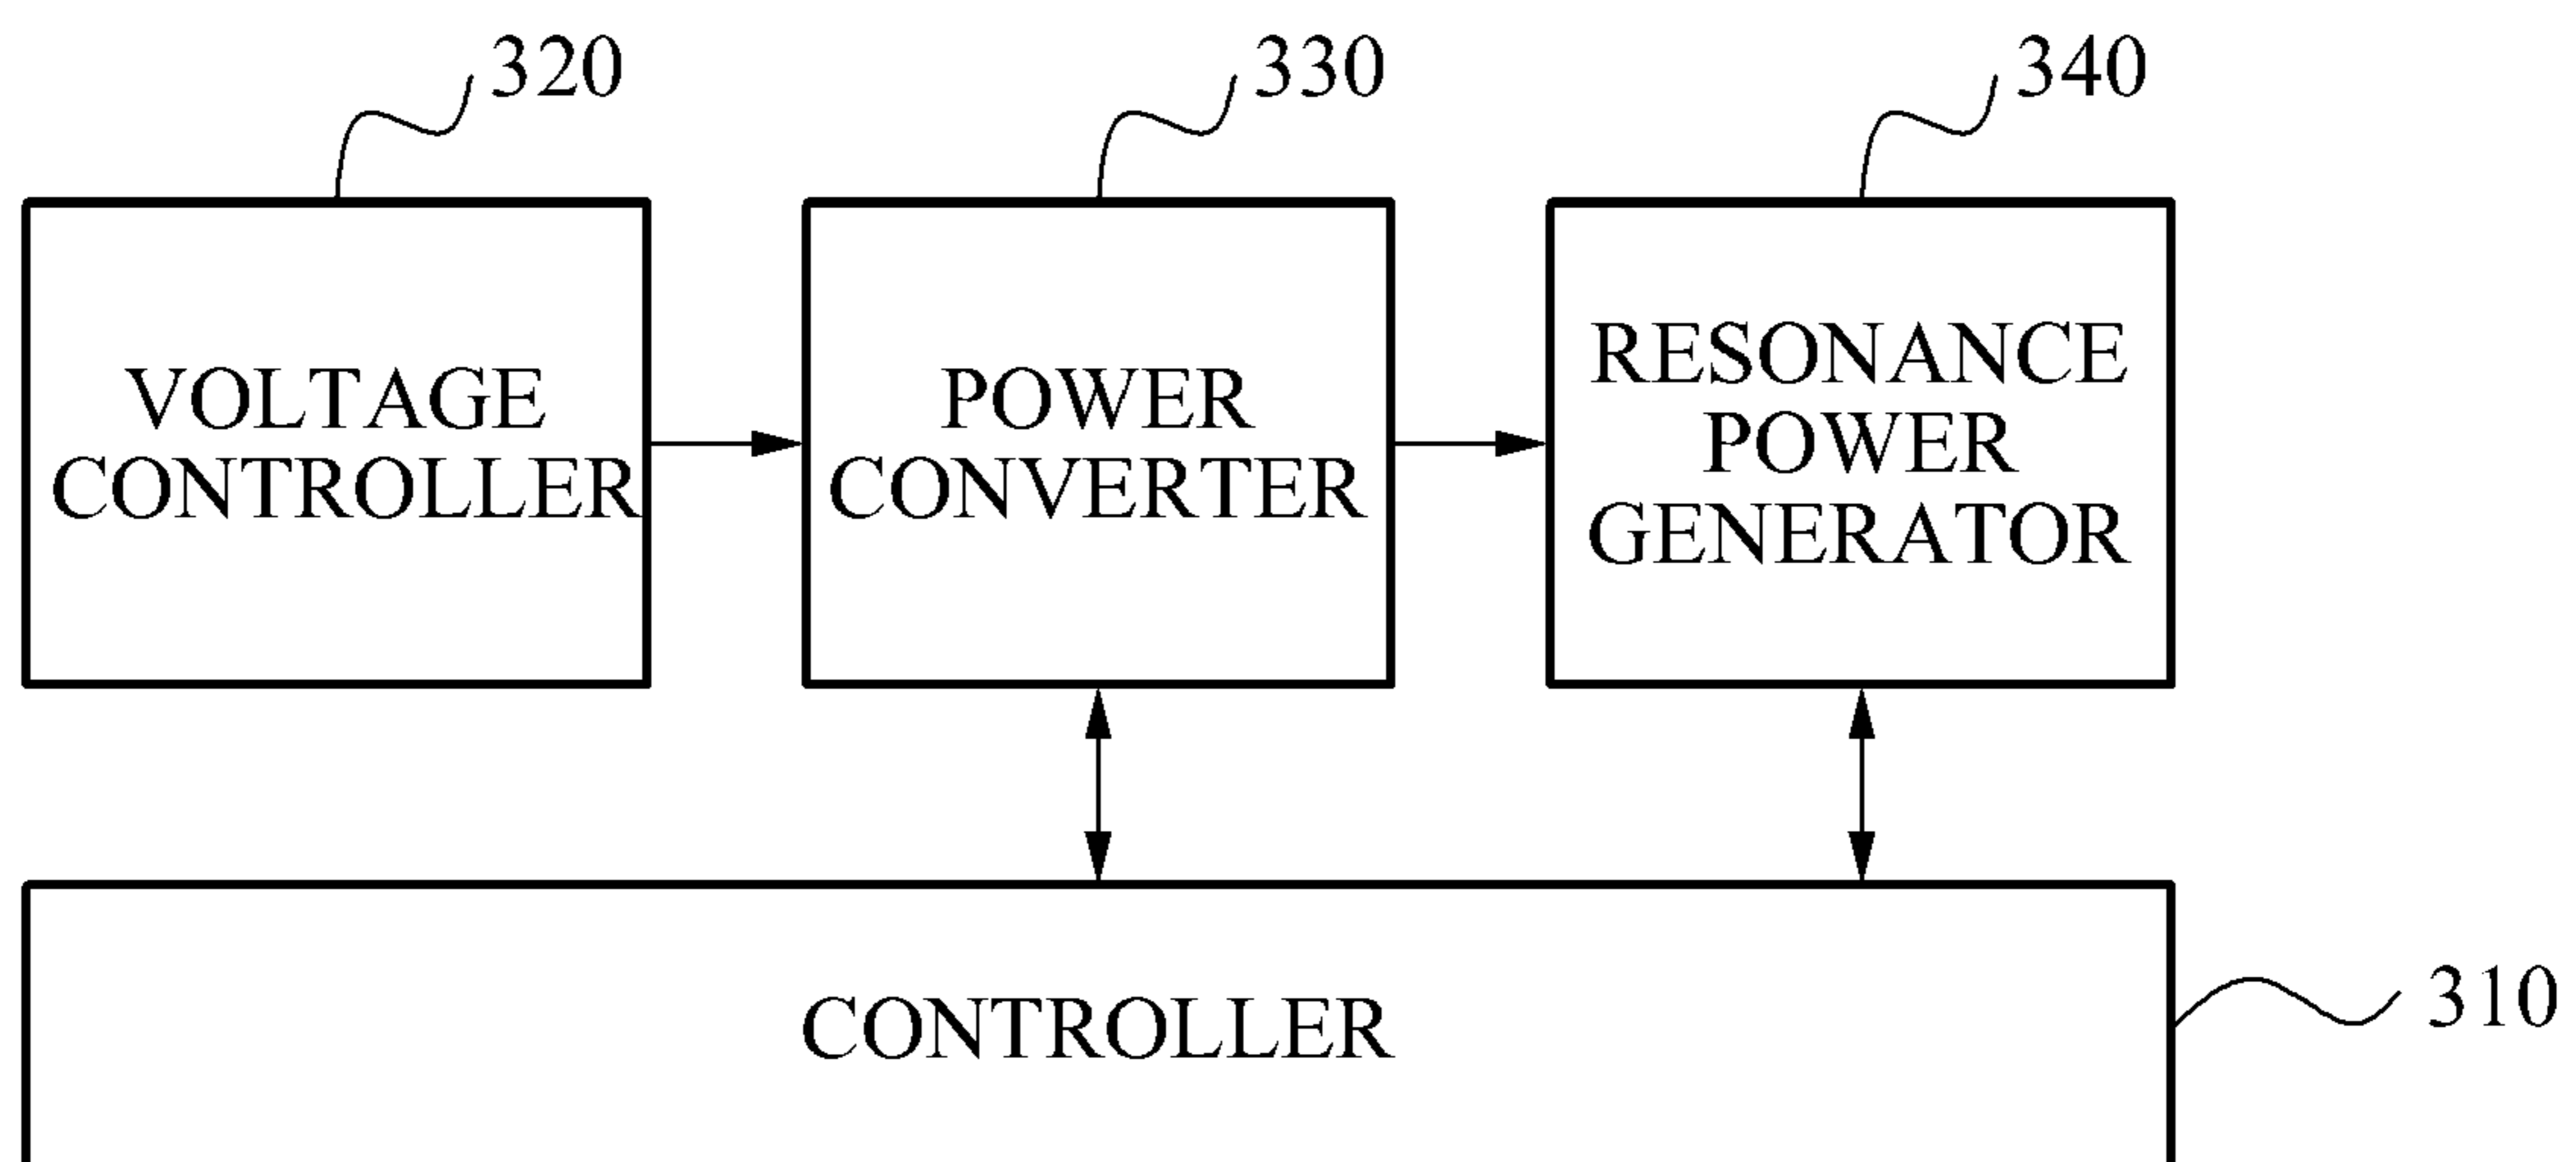 320
330
340
VOLTAGE
CONTROLLER
POWER
CONVERTER
RESONANCE
POWER
GENERATOR
CONTROLLER
310